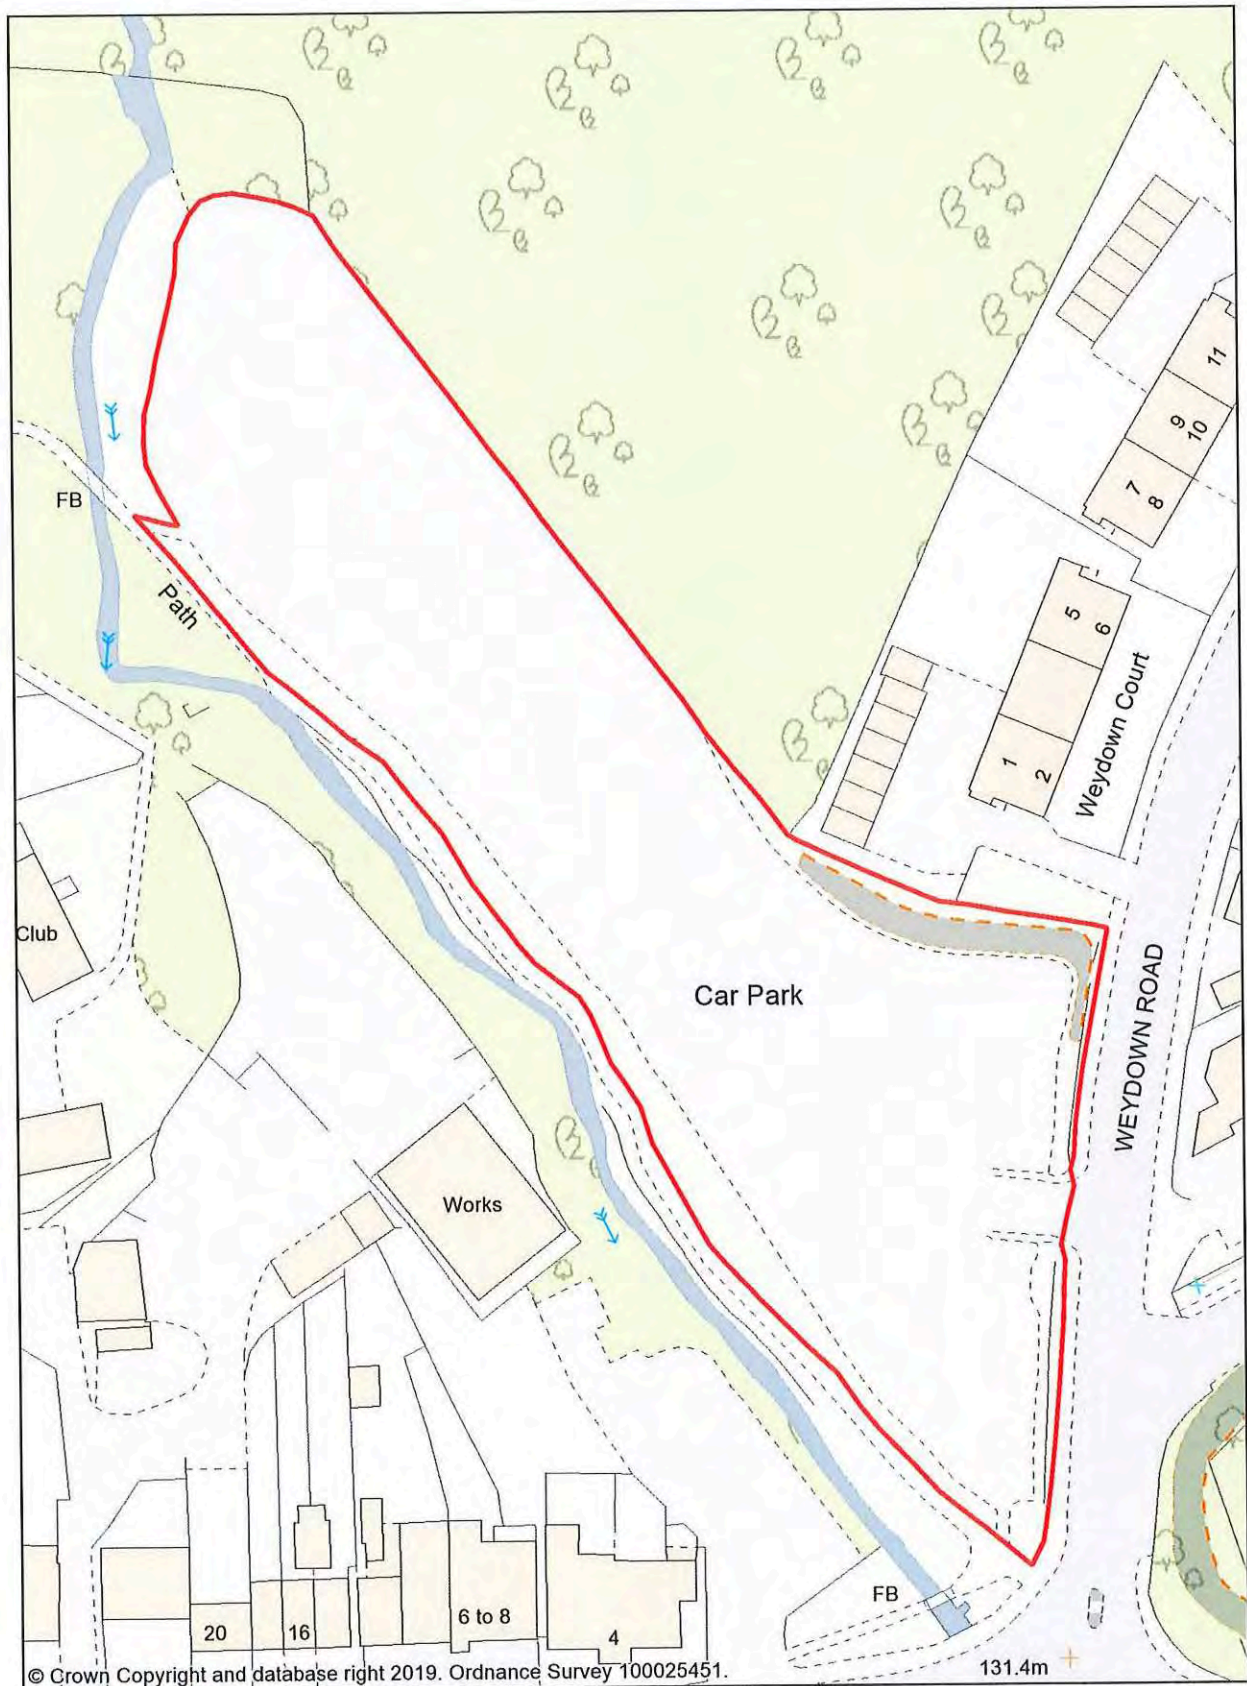 11
9
10
7
8
FB
Path
5
6
Weydown Court
1
2
Club
Car Park
WEYDOWN ROAD
Works
FB
20
16
6 to 8
4
131.4m
© Crown Copyright and database right 2019. Ordnance Survey 100025451.